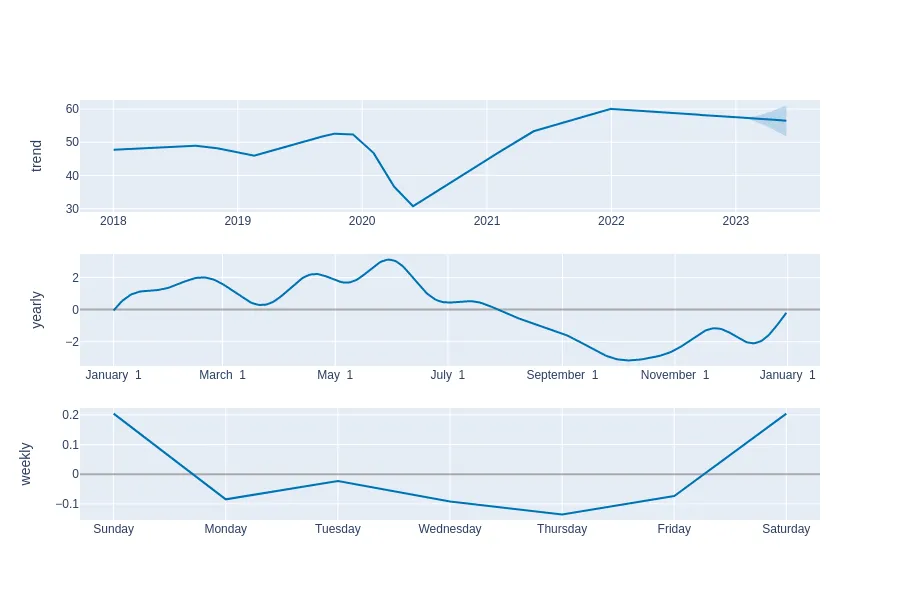 trend
60
50
40
30
2018 2019 2020 2021 2022 2023
yearly
2
0
−2
January 1 March 1 May 1 July 1 September 1 November 1 January 1
weekly
0.2
0.1
0
−0.1
Sunday Monday Tuesday Wednesday Thursday Friday Saturday